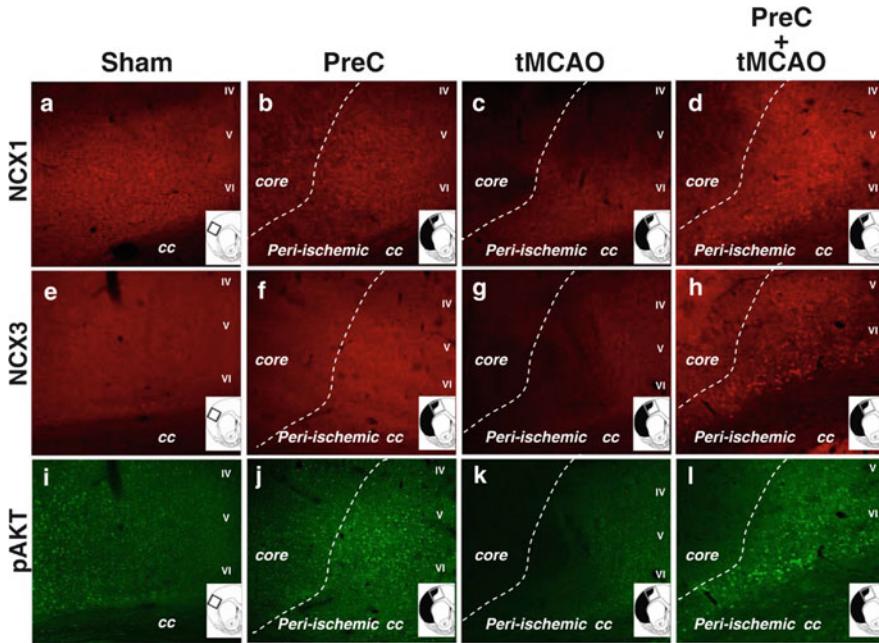 Sham
PreC
tMCAO
PreC
+
tMCAO
NCX1
a
IV
V
VI
cc
b
IV
V
VI
core
Peri-ischemic cc
c
IV
V
VI
core
Peri-ischemic cc
d
IV
V
VI
core
Peri-ischemic cc
NCX3
e
IV
V
VI
cc
f
IV
V
VI
core
Peri-ischemic cc
g
IV
V
VI
core
Peri-ischemic cc
h
V
VI
core
Peri-ischemic cc
pAKT
i
IV
V
VI
cc
j
IV
V
VI
core
Peri-ischemic cc
k
IV
V
VI
core
Peri-ischemic cc
l
V
VI
core
Peri-ischemic cc